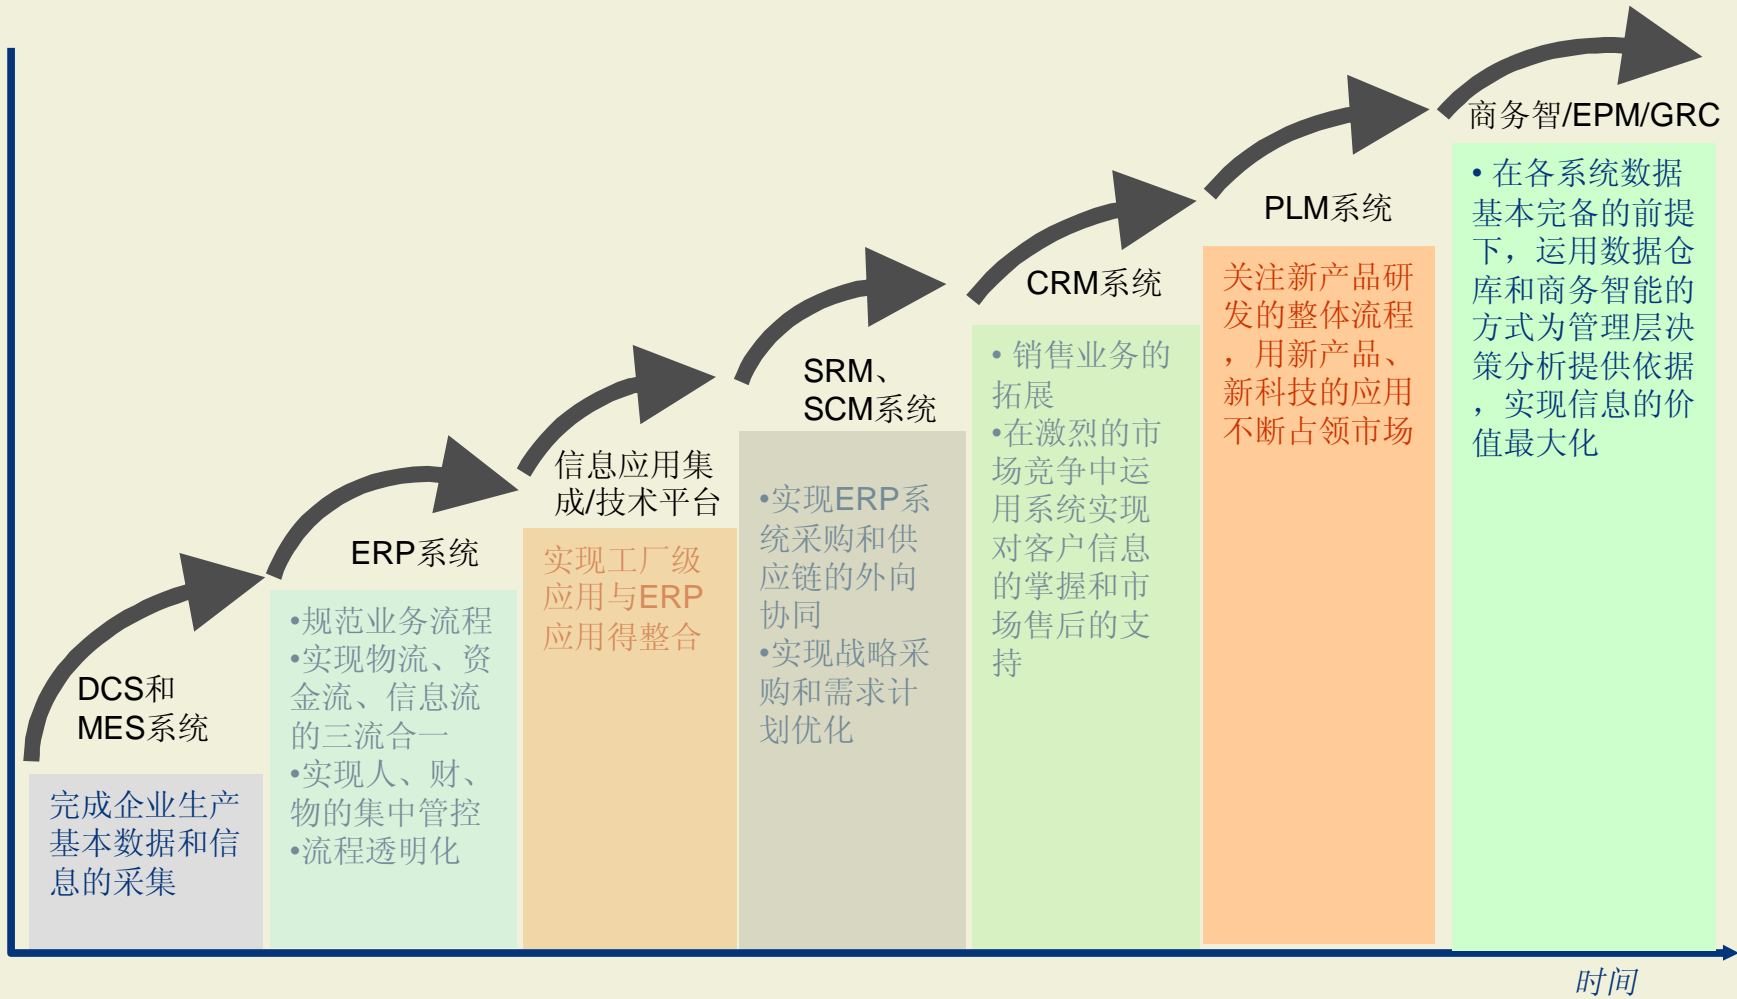 DCS和
MES系统
完成企业生产
基本数据和信
息的采集
ERP系统
•规范业务流程
•实现物流、资
金流、信息流
的三流合一
•实现人、财、
物的集中管控
•流程透明化
信息应用集
成/技术平台
实现工厂级
应用与ERP
应用得整合
SRM、
SCM系统
•实现ERP系
统采购和供
应链的外向
协同
•实现战略采
购和需求计
划优化
CRM系统
• 销售业务的
拓展
•在激烈的市
场竞争中运
用系统实现
对客户信息
的掌握和市
场售后的支
持
PLM系统
关注新产品研
发的整体流程
，用新产品、
新科技的应用
不断占领市场
商务智/EPM/GRC
• 在各系统数据
基本完备的前提
下，运用数据仓
库和商务智能的
方式为管理层决
策分析提供依据
，实现信息的价
值最大化
时间